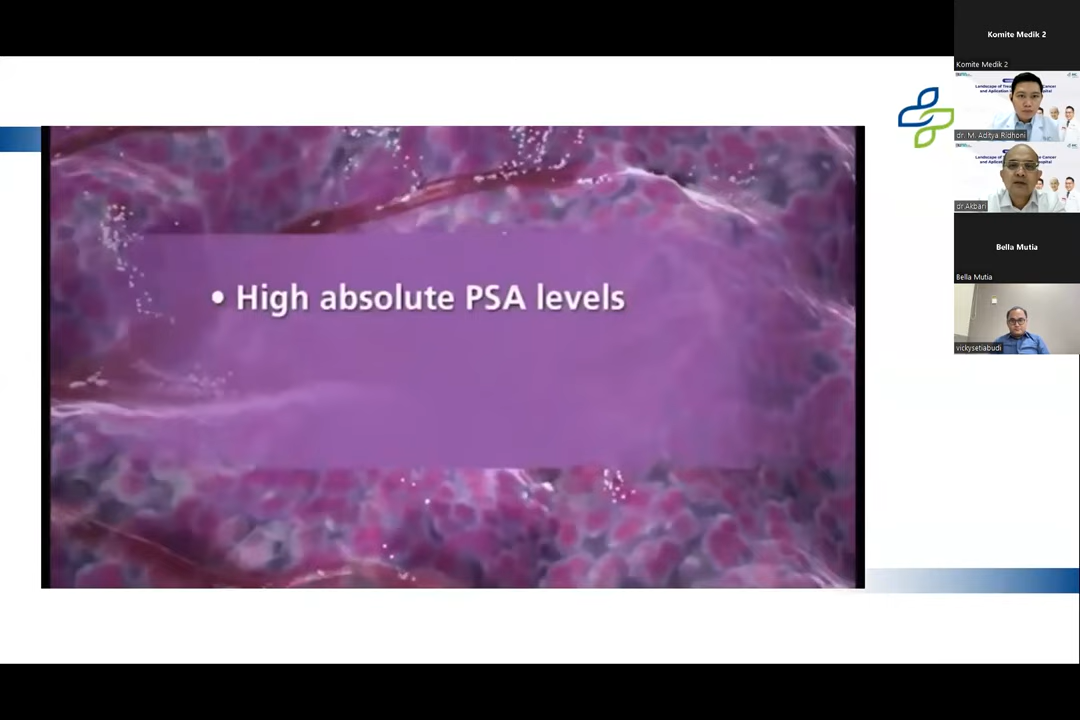 • High absolute PSA levels
Komite Medik 2
Komite Medik 2
dr. M. Aditya Ridhoni
dr Akbari
Bella Mutia
Bella Mutia
vickysetiabudi